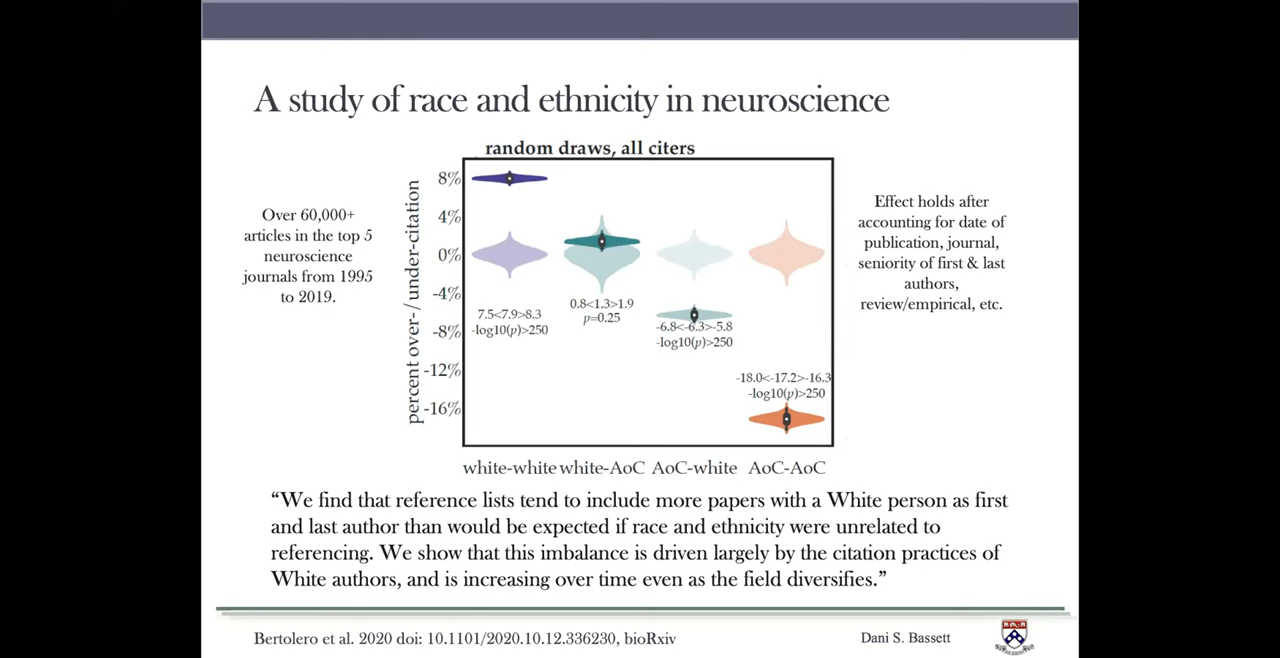 A study of race and ethnicity in neuroscience
random draws, all citers
Over 60,000+
articles in the top 5
neuroscience
journals from 1995
to 2019.
percent over-/under-citation
8%
4%
0%
-4%
-8%
-12%
-16%
7.5<7.9>8.3
-log10(p)>250
0.8<1.3>1.9
p=0.25
-6.8<-6.3>-5.8
-log10(p)>250
-18.0<-17.2>-16.3
-log10(p)>250
white-white white-AoC AoC-white AoC-AoC
Effect holds after
accounting for date of
publication, journal,
seniority of first & last
authors,
review/empirical, etc.
“We find that reference lists tend to include more papers with a White person as first
and last author than would be expected if race and ethnicity were unrelated to
referencing. We show that this imbalance is driven largely by the citation practices of
White authors, and is increasing over time even as the field diversifies.”
Bertolero et al. 2020 doi: 10.1101/2020.10.12.336230, bioRxiv
Dani S. Bassett